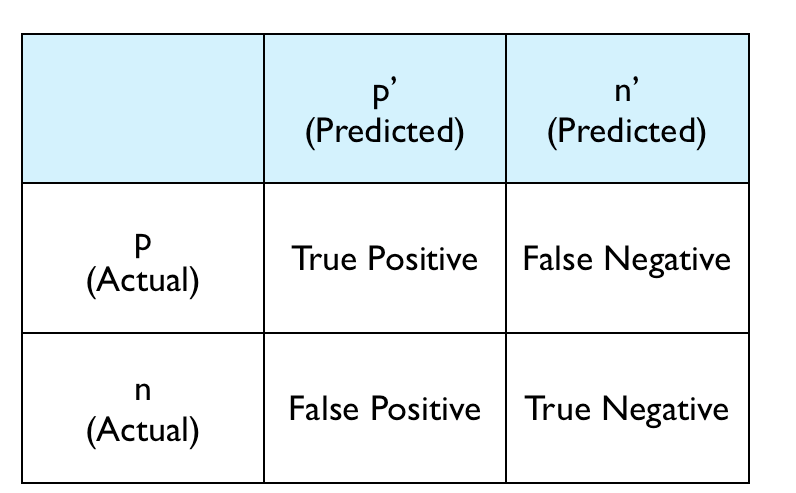 p’
(Predicted)
n’
(Predicted)
p
(Actual)
True Positive
False Negative
n
(Actual)
False Positive
True Negative